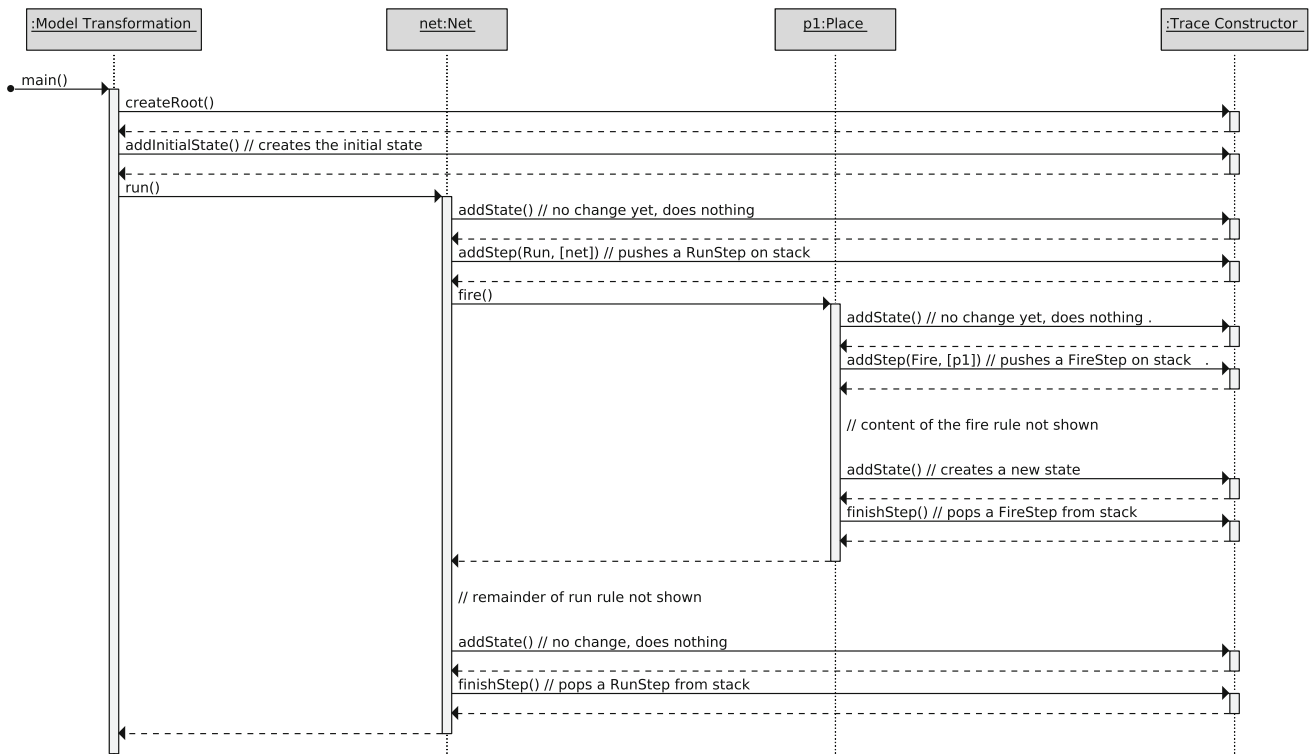 :Model Transformation
net:Net
p1:Place
:Trace Constructor
main()
createRoot()
addInitialState() // creates the initial state
run()
addState() // no change yet, does nothing
addStep(Run, [net]) // pushes a RunStep on stack
fire()
addState() // no change yet, does nothing .
addStep(Fire, [p1]) // pushes a FireStep on stack .
// content of the fire rule not shown
addState() // creates a new state
finishStep() // pops a FireStep from stack
// remainder of run rule not shown
addState() // no change, does nothing
finishStep() // pops a RunStep from stack